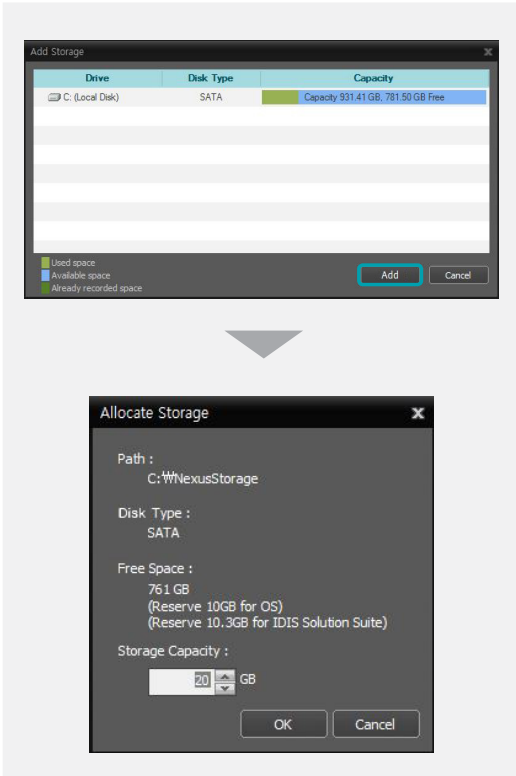 Add Storage
Drive Disk Type Capacity
C: (Local Disk) SATA Capacity 931.41 GB, 781.50 GB Free
Used space
Available space
Already recorded space
Add Cancel
Allocate Storage
Path :
C:₩NexusStorage
Disk Type :
SATA
Free Space :
761 GB
(Reserve 10GB for OS)
(Reserve 10.3GB for IDIS Solution Suite)
Storage Capacity :
20 GB
OK Cancel